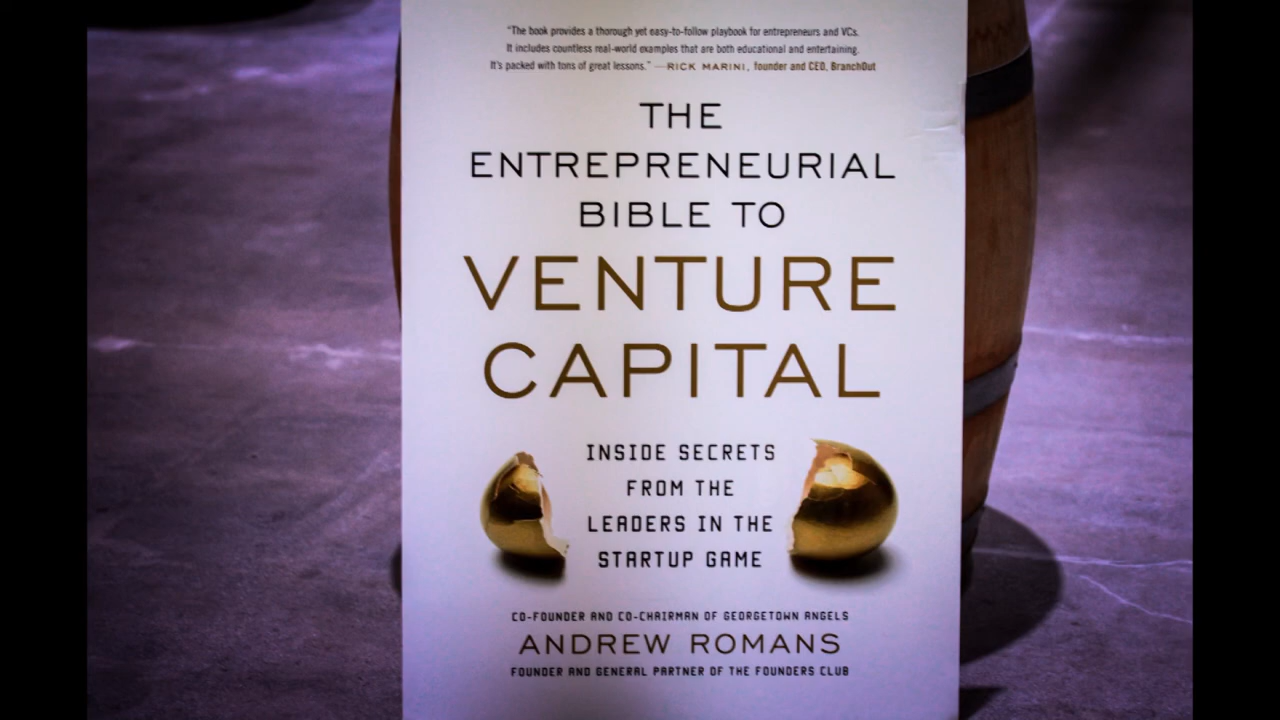 "The book provides a thorough yet easy-to-follow playbook for entrepreneurs and VCs.
It includes countless real-world examples that are both educational and entertaining.
It's packed with tons of great lessons." —RICK MARINI, founder and CEO, BranchOut
THE
ENTREPRENEURIAL
BIBLE TO
VENTURE
CAPITAL
INSIDE SECRETS
FROM THE
LEADERS IN THE
STARTUP GAME
CO-FOUNDER AND CO-CHAIRMAN OF GEORGETOWN ANGELS
ANDREW ROMANS
FOUNDER AND GENERAL PARTNER OF THE FOUNDERS CLUB